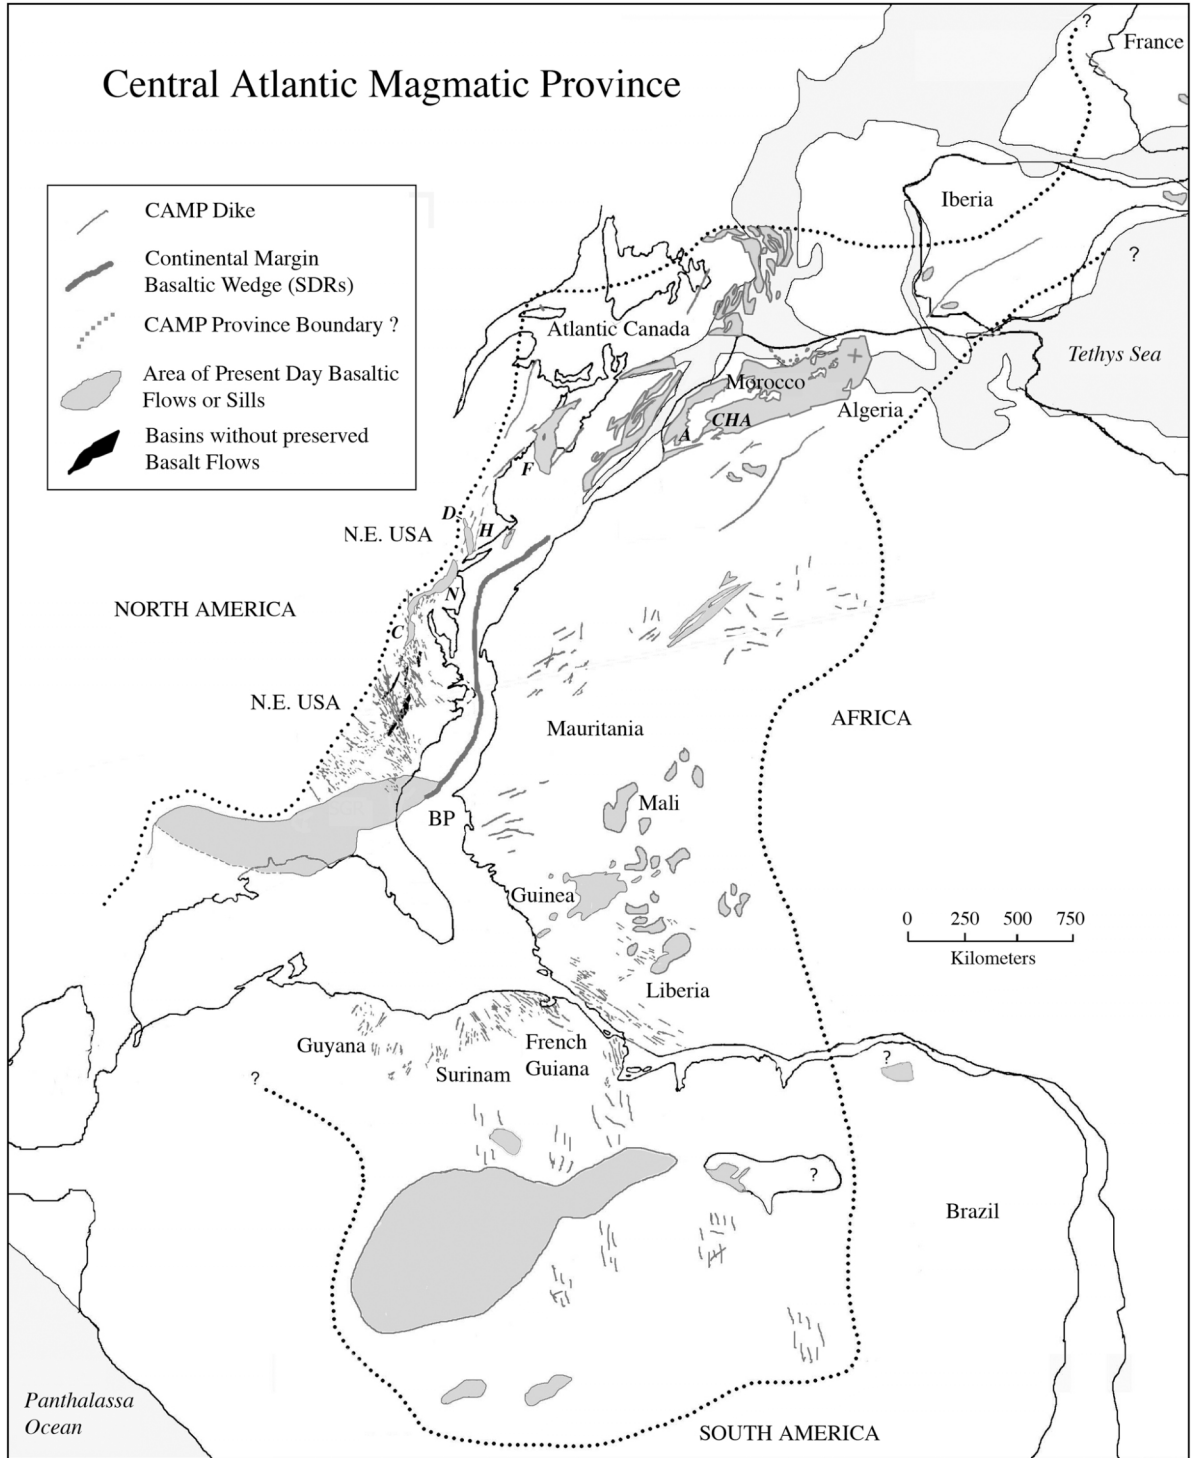 ?
France
Central Atlantic Magmatic Province
CAMP Dike
Continental Margin
Basaltic Wedge (SDRs)
CAMP Province Boundary ?
Area of Present Day Basaltic
Flows or Sills
Basins without preserved
Basalt Flows
Iberia
?
Atlantic Canada
Tethys Sea
Morocco
Algeria
CHA
A
F
D
H
N.E. USA
N
NORTH AMERICA
C
N.E. USA
AFRICA
Mauritania
Mali
BP
Guinea
0 250 500 750
Kilometers
Liberia
Guyana
French
Guiana
Surinam
?
?
?
Brazil
Panthalassa
Ocean
SOUTH AMERICA